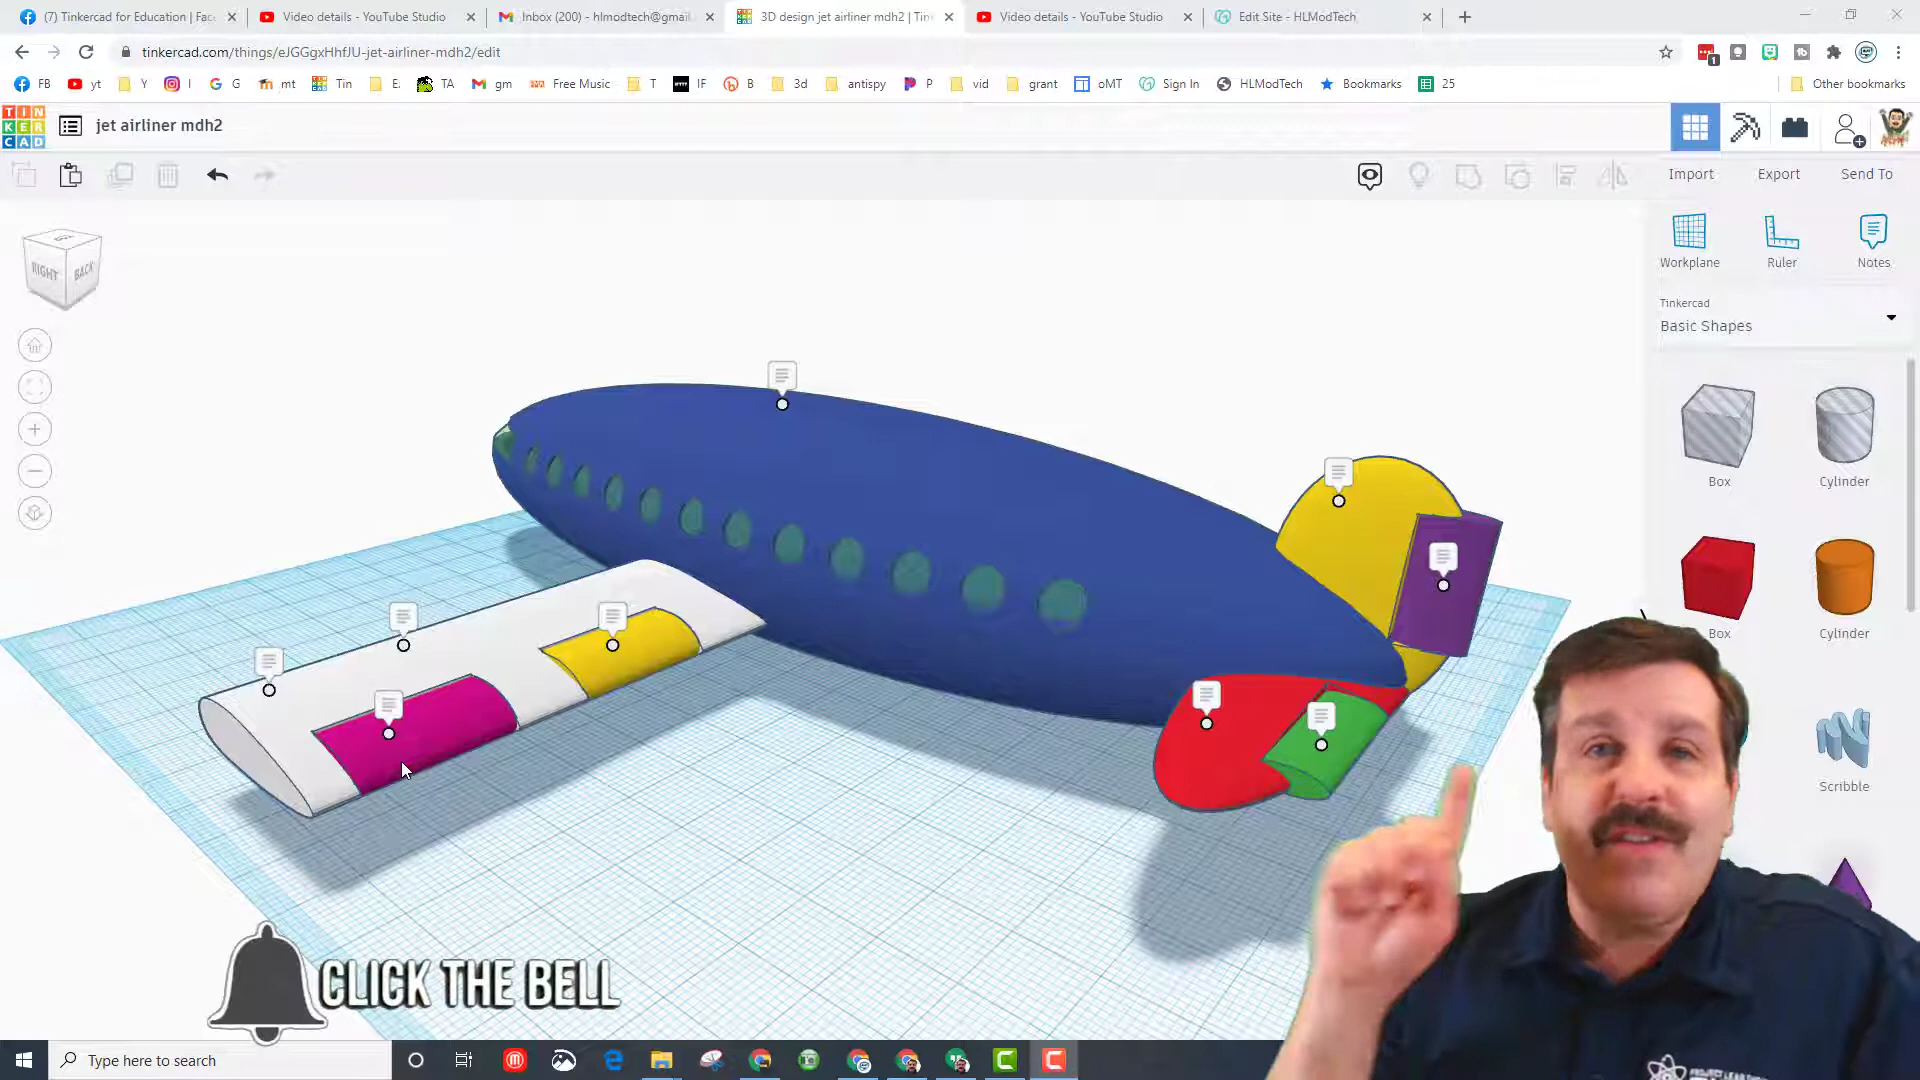 (7) Tinkercad for Education | Fac
Video details - YouTube Studio
Inbox (200) - hlmodtech@gmail
3D design jet airliner mdh2 | Tin
Video details - YouTube Studio
Edit Site - HLModTech
tinkercad.com/things/eJGGgxHhfJU-jet-airliner-mdh2/edit
FB
yt
Y
I
G
mt
Tin
E:
TA
gm
Free Music
T
IF
B
3d
antispy
P
vid
grant
oMT
Sign In
HLModTech
Bookmarks
25
Other bookmarks
TIN
KER
CAD
jet airliner mdh2
Import
Export
Send To
RIGHT
BACK
Workplane
Ruler
Notes
Tinkercad
Basic Shapes
Box
Cylinder
Box
Cylinder
Scribble
CLICK THE BELL
Type here to search